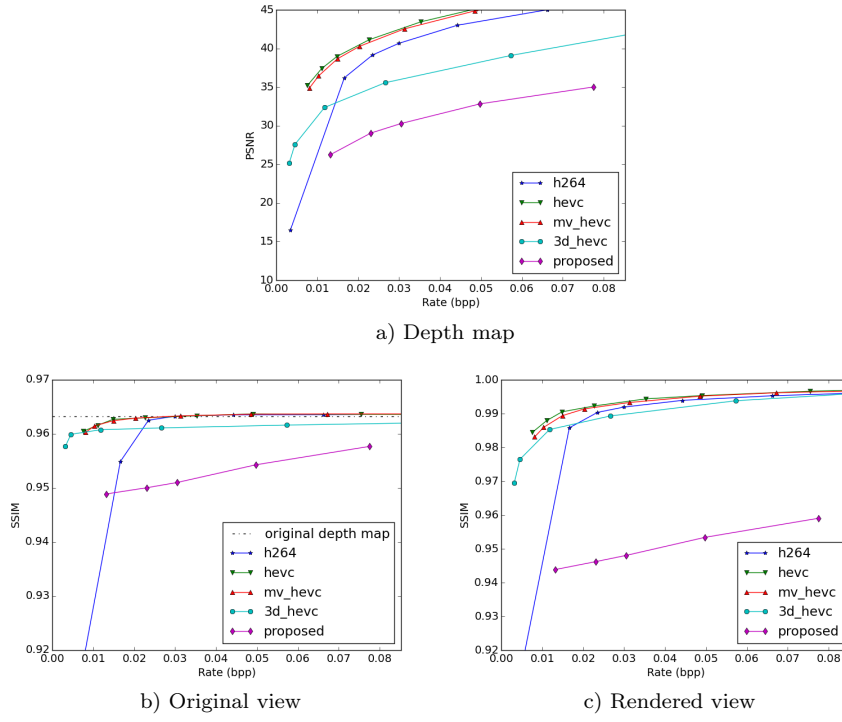 45
40
35
30
25
20
15
10
PSNR
h264
hevc
mv_hevc
3d_hevc
proposed
0.00 0.01 0.02 0.03 0.04 0.05 0.06 0.07 0.08
Rate (bpp)
a) Depth map
0.97
0.96
0.95
0.94
0.93
0.92
SSIM
original depth map
h264
hevc
mv_hevc
3d_hevc
proposed
0.00 0.01 0.02 0.03 0.04 0.05 0.06 0.07 0.08
Rate (bpp)
b) Original view
1.00
0.99
0.98
0.97
0.96
0.95
0.94
0.93
0.92
SSIM
h264
hevc
mv_hevc
3d_hevc
proposed
0.00 0.01 0.02 0.03 0.04 0.05 0.06 0.07 0.08
Rate (bpp)
c) Rendered view